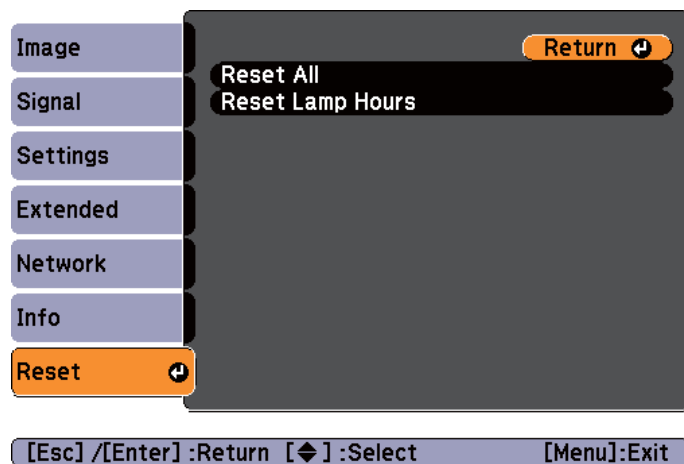 Image
Signal
Settings
Extended
Network
Info
Reset
Return
Reset All
Reset Lamp Hours
[Esc] /[Enter] :Return [◆] :Select [Menu]:Exit